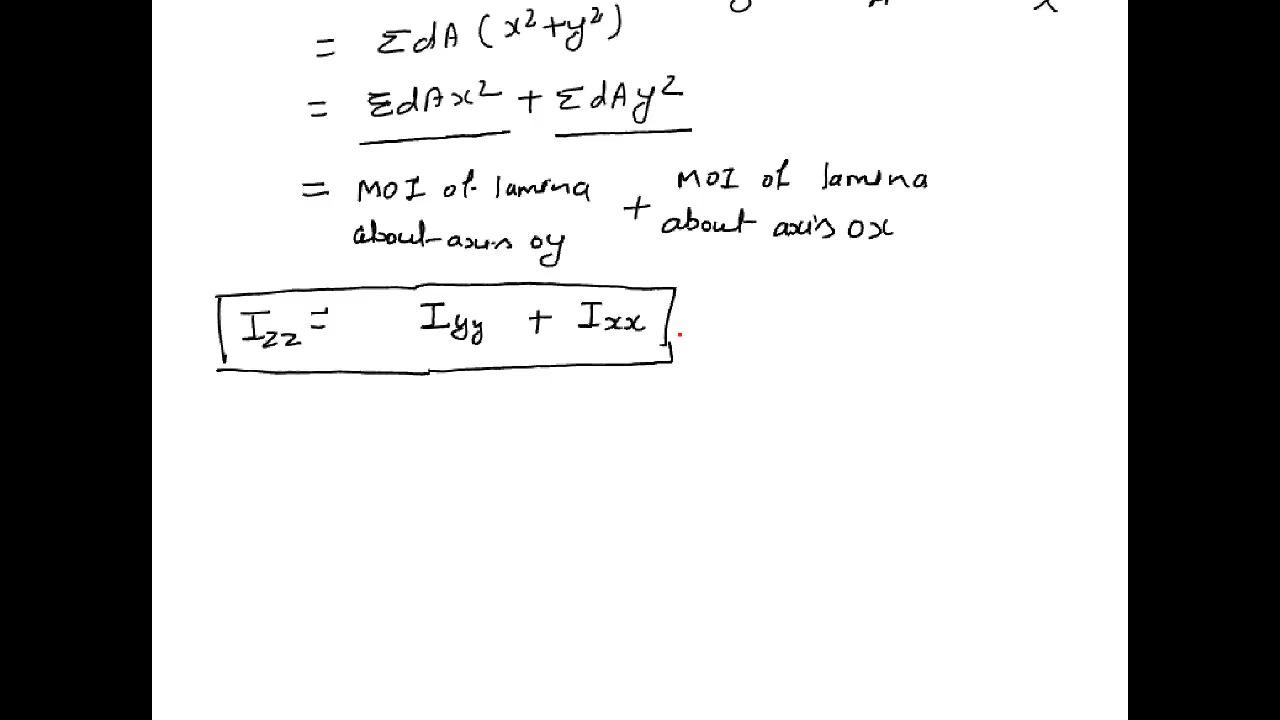 = ΣdA (x²+y²)
= ΣdAx² + ΣdAy²
= MOI of lamina about axis oy + MOI of lamina about axis ox
Izz = Iyy + Ixx